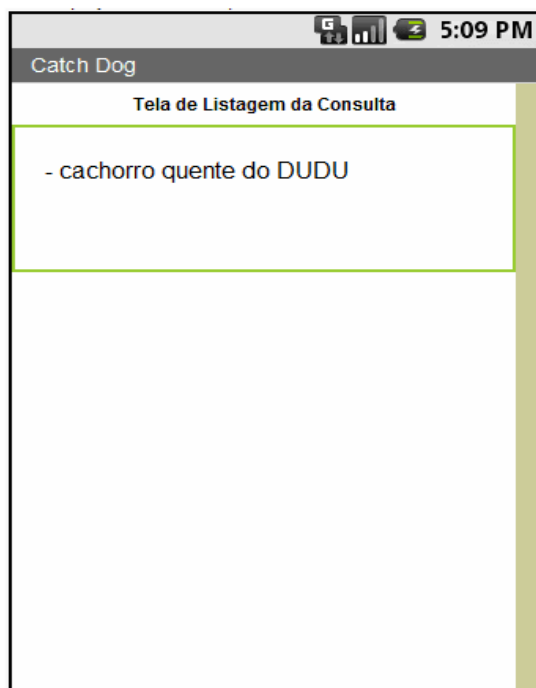 5:09 PM
Catch Dog
Tela de Listagem da Consulta
- cachorro quente do DUDU